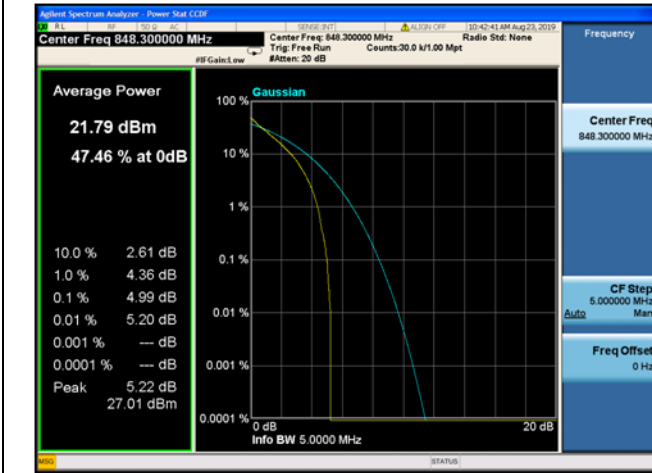 Agilent Spectrum Analyzer - Power Stat CCDF
RL RF 50 Ω AC SENSE:INT ALIGN OFF 10:42:41 AM Aug 23, 2019
Center Freq 848.300000 MHz
Center Freq: 848.300000 MHz Radio Std: None
Trig: Free Run Counts:30.0 k/1.00 Mpt
#IFGain:Low #Atten: 20 dB
Frequency
Average Power
21.79 dBm
47.46 % at 0dB
10.0 % 2.61 dB
1.0 % 4.36 dB
0.1 % 4.99 dB
0.01 % 5.20 dB
0.001 % --- dB
0.0001 % --- dB
Peak 5.22 dB
27.01 dBm
Gaussian
100 %
10 %
1 %
0.1 %
0.01 %
0.001 %
0.0001 %
0 dB 20 dB
Info BW 5.0000 MHz
Center Freq
848.300000 MHz
CF Step
5.000000 MHz
Auto Man
Freq Offset
0 Hz
MSG STATUS